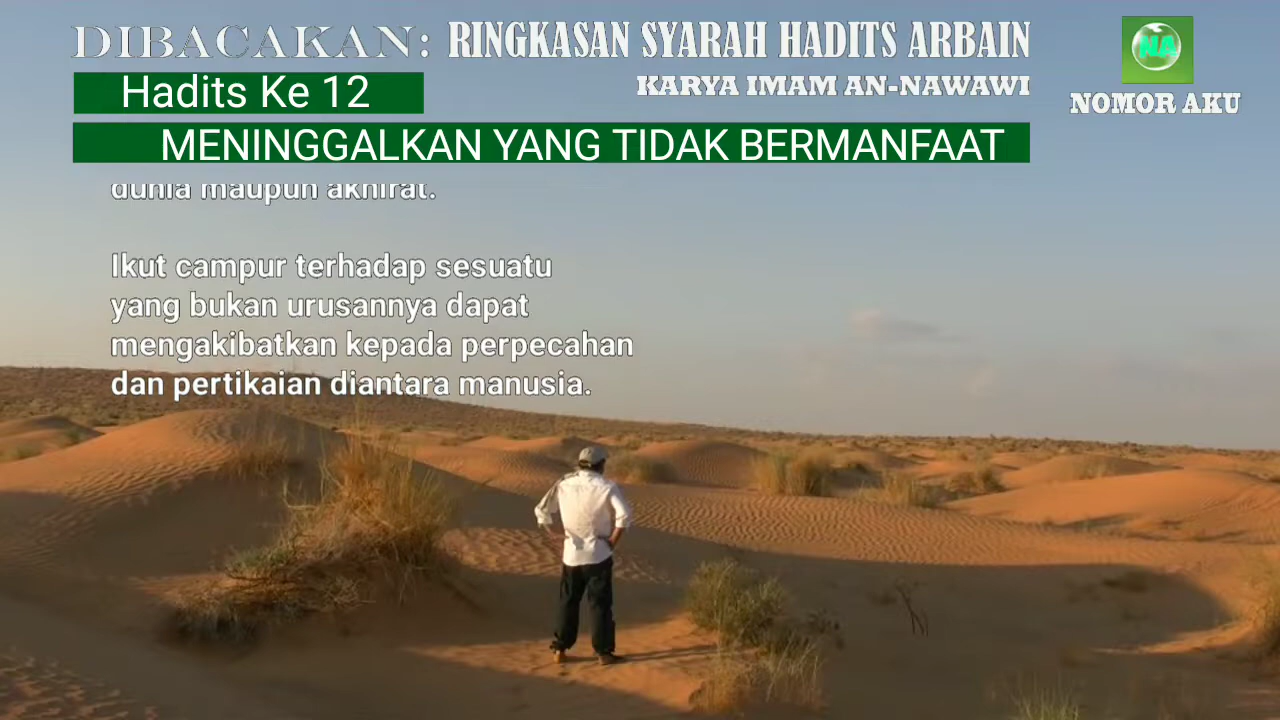 DIBACAKAN: RINGKASAN SYARAH HADITS ARBAIN
KARYA IMAM AN-NAWAWI
Hadits Ke 12
MENINGGALKAN YANG TIDAK BERMANFAAT
NA
NOMOR AKU
dunia maupun akhirat.
Ikut campur terhadap sesuatu
yang bukan urusannya dapat
mengakibatkan kepada perpecahan
dan pertikaian diantara manusia.